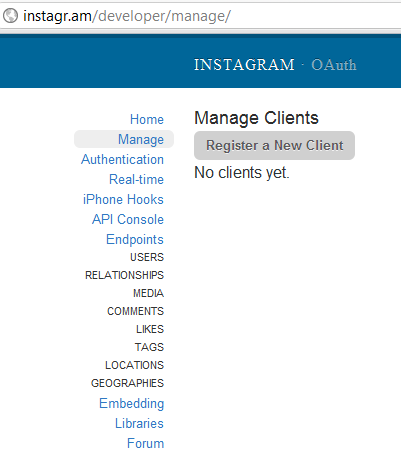 instagr.am/developer/manage/
INSTAGRAM · OAuth
Home
Manage
Authentication
Real-time
iPhone Hooks
API Console
Endpoints
USERS
RELATIONSHIPS
MEDIA
COMMENTS
LIKES
TAGS
LOCATIONS
GEOGRAPHIES
Embedding
Libraries
Forum
Manage Clients
Register a New Client
No clients yet.